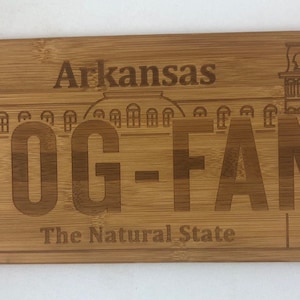 Arkansas
OG-FAN
The Natural State